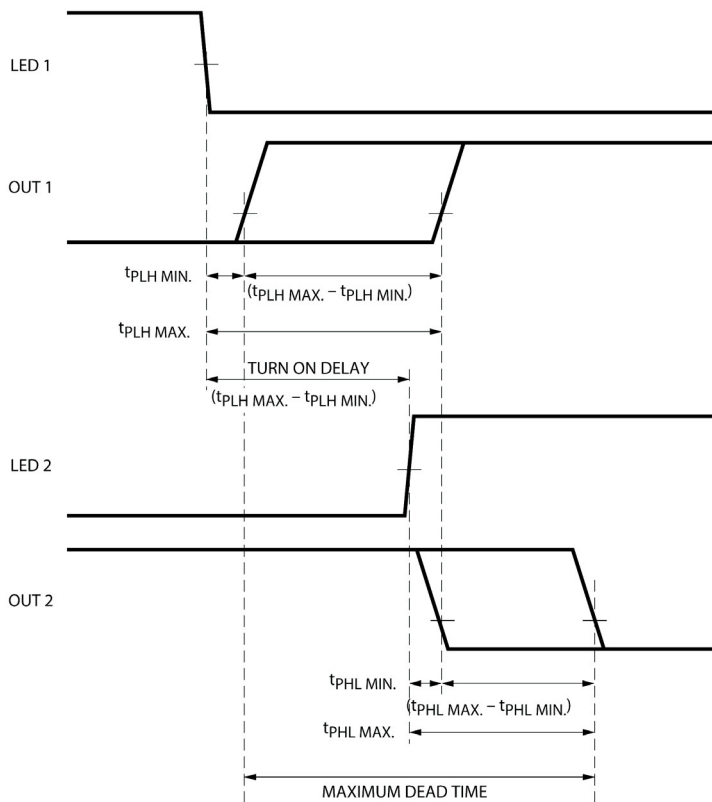 LED 1
OUT 1
tPLH MIN.
(tPLH MAX. – tPLH MIN.)
tPLH MAX.
TURN ON DELAY
(tPLH MAX. – tPLH MIN.)
LED 2
OUT 2
tPHL MIN.
(tPHL MAX. – tPHL MIN.)
tPHL MAX.
MAXIMUM DEAD TIME